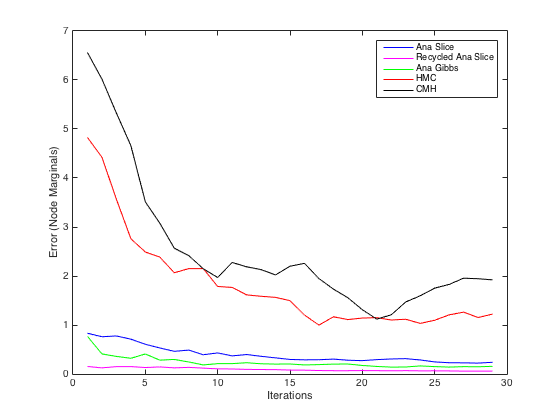 7
6
5
4
3
2
1
0
0
5
10
15
20
25
30
Error (Node Marginals)
Iterations
Ana Slice
Recycled Ana Slice
Ana Gibbs
HMC
CMH